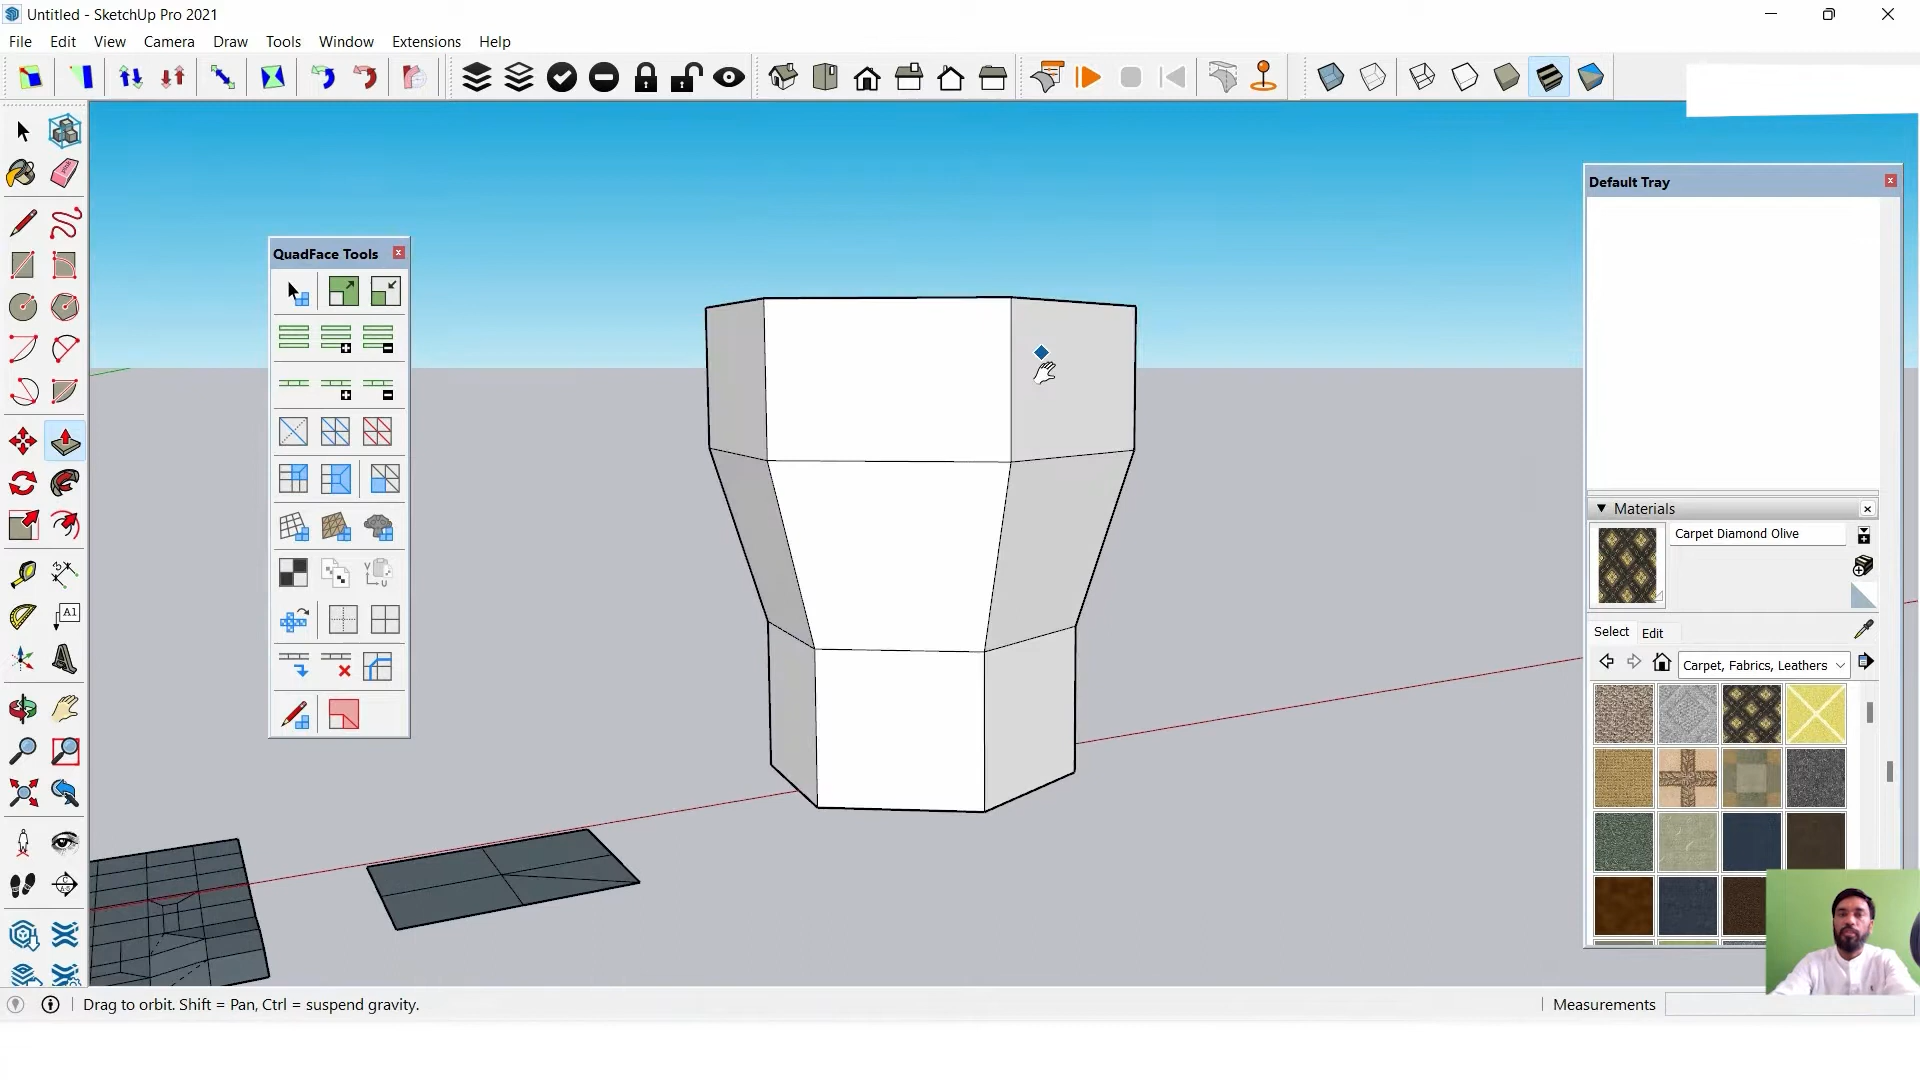 Untitled - SketchUp Pro 2021
File Edit View Camera Draw Tools Window Extensions Help
Default Tray
QuadFace Tools
Materials
Carpet Diamond Olive
Select Edit
Carpet, Fabrics, Leathers
A1
Drag to orbit. Shift = Pan, Ctrl = suspend gravity.
Measurements